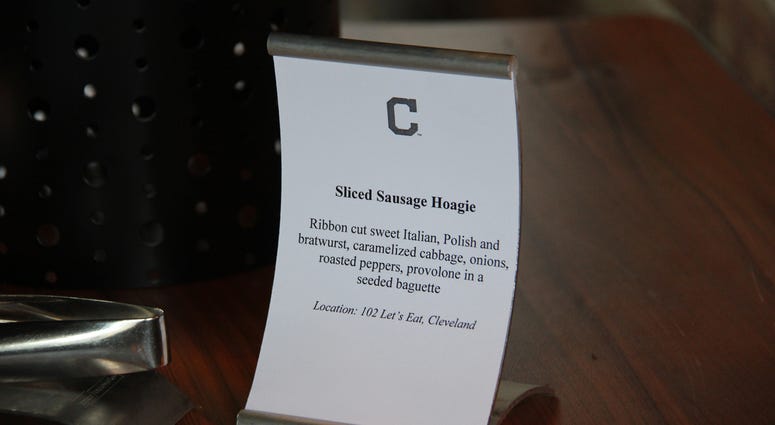 C
Sliced Sausage Hoagie
Ribbon cut sweet Italian, Polish and
bratwurst, caramelized cabbage, onions,
roasted peppers, provolone in a
seeded baguette
Location: 102 Let's Eat, Cleveland